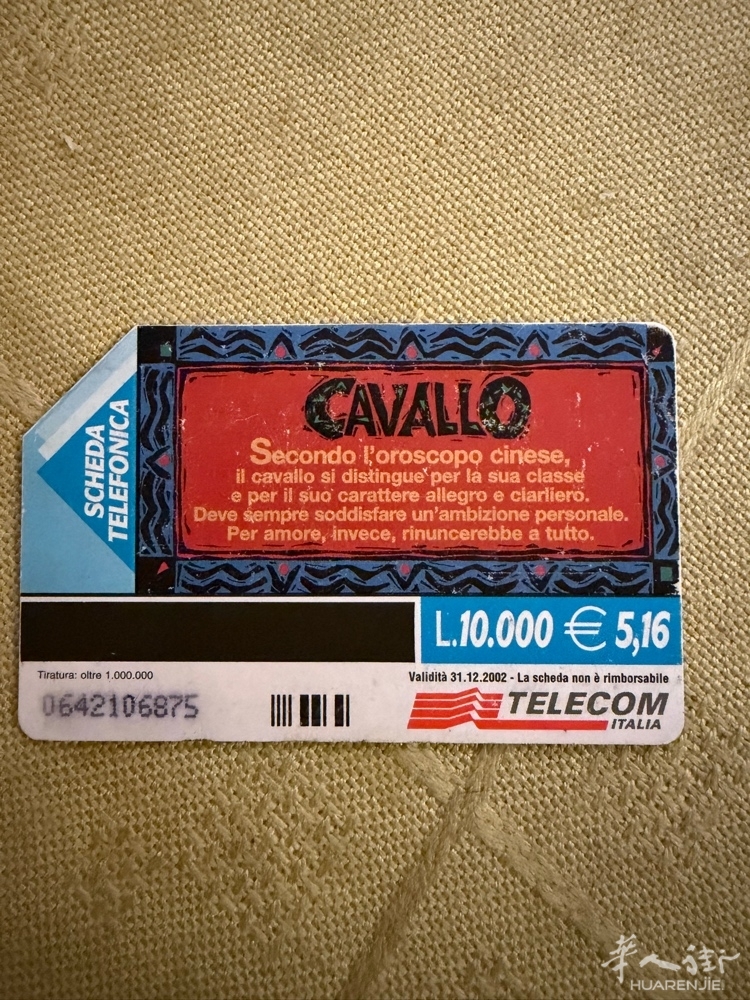 SCHEDA
TELEFONICA
CAVALLO
Secondo l'oroscopo cinese,
il cavallo si distingue per la sua classe
e per il suo carattere allegro e ciarliero.
Deve sempre soddisfare un'ambizione personale.
Per amore, invece, rinuncerebbe a tutto.
L.10.000 € 5,16
Tiratura: oltre 1.000.000
Validità 31.12.2002 - La scheda non è rimborsabile
0642106875
TELECOM
ITALIA
华人街
HUARENJIE